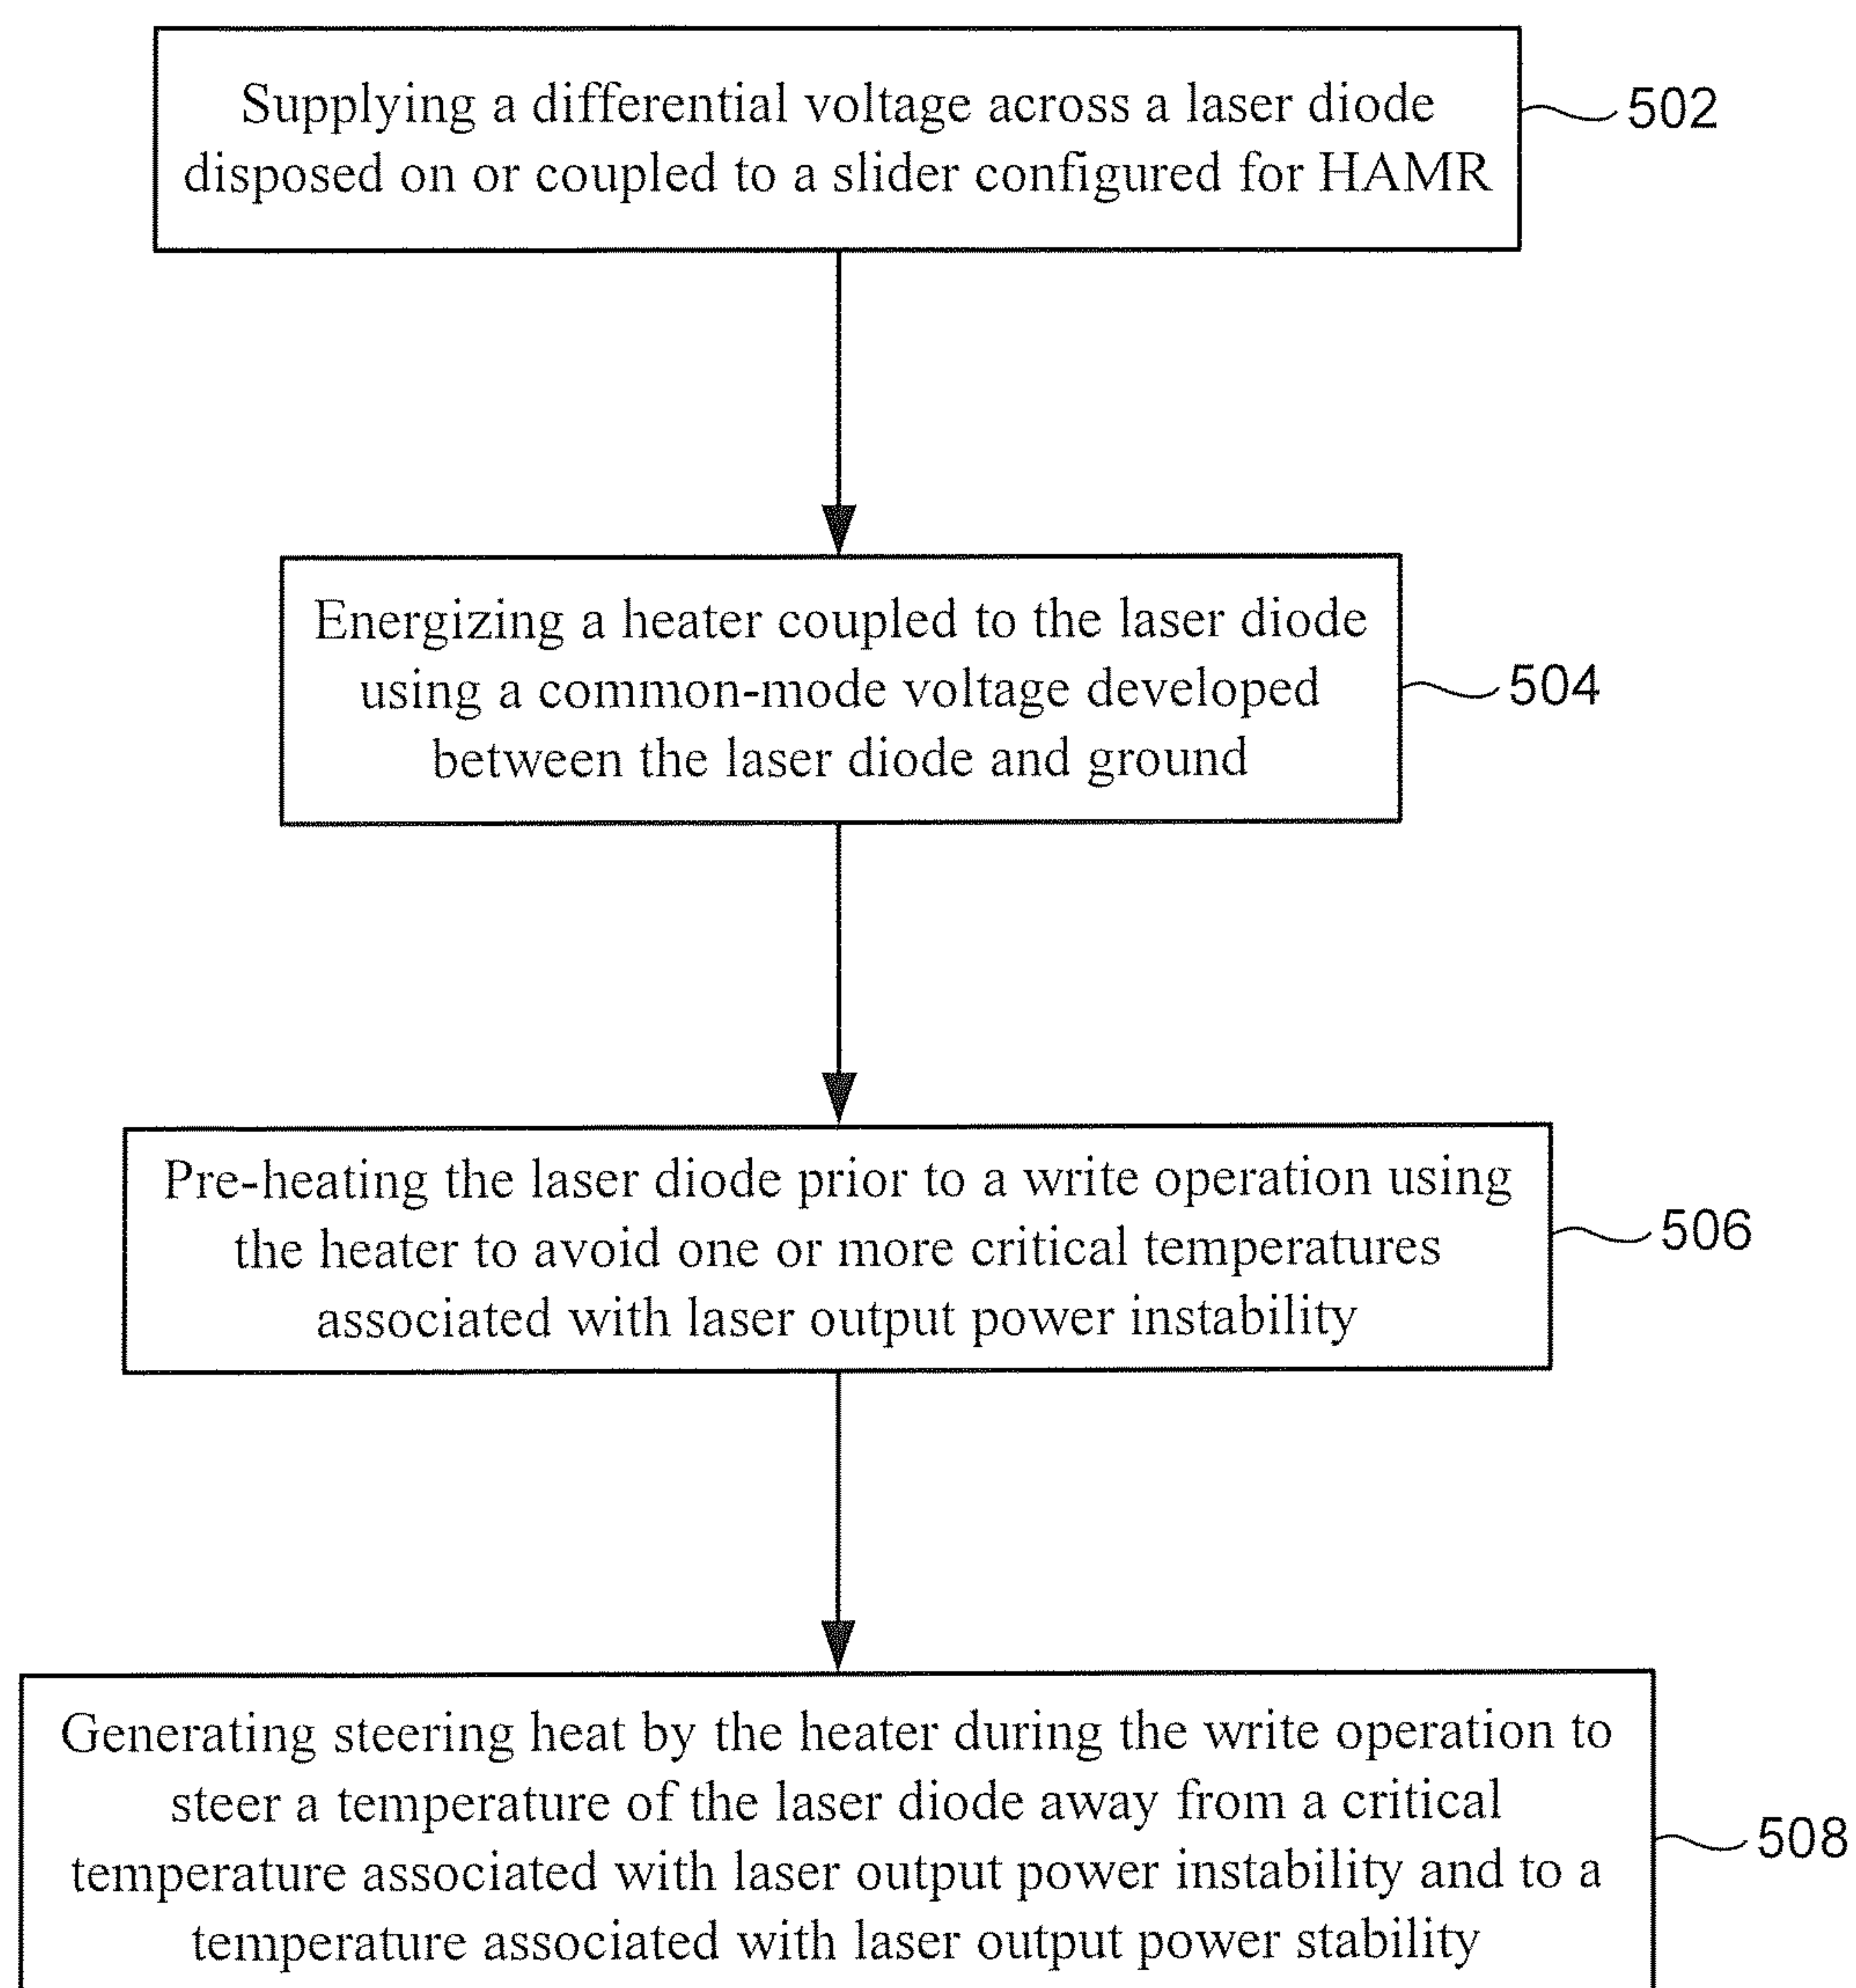 Supplying a differential voltage across a laser diode
disposed on or coupled to a slider configured for HAMR
502
Energizing a heater coupled to the laser diode
using a common-mode voltage developed
between the laser diode and ground
504
Pre-heating the laser diode prior to a write operation using
the heater to avoid one or more critical temperatures
associated with laser output power instability
506
Generating steering heat by the heater during the write operation to
steer a temperature of the laser diode away from a critical
temperature associated with laser output power instability and to a
temperature associated with laser output power stability
508